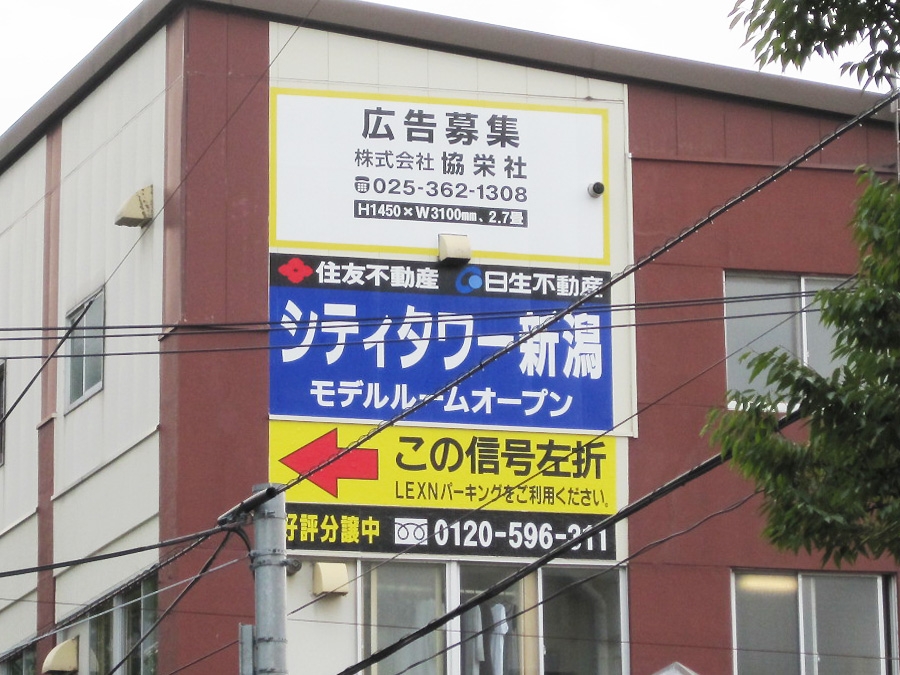 広告募集
株式会社 協栄社
025-362-1308
H1450×W3100mm、2.7畳
住友不動産 日生不動産
シティタワー新潟
モデルルームオープン
この信号左折
LEXNパーキングをご利用ください。
好評分譲中 0120-596-311